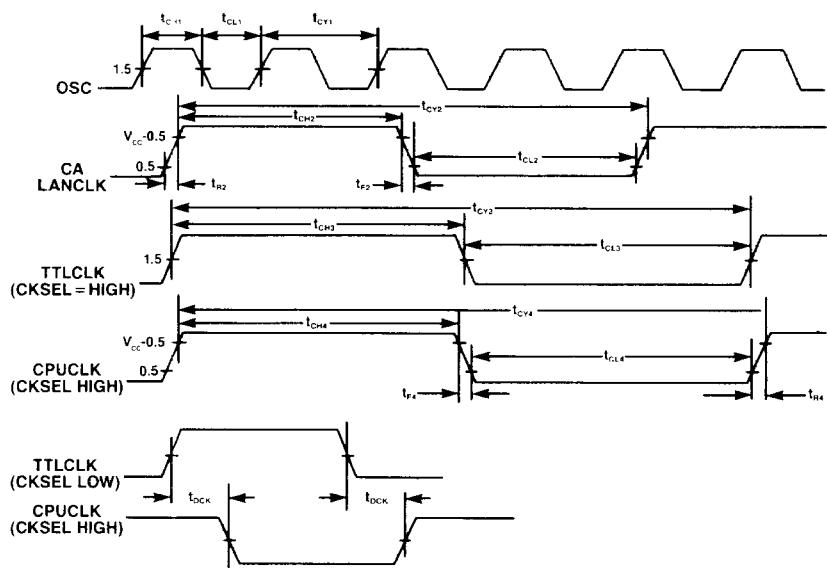 tCH1 tCL1 tCY1
1.5
OSC
tCY2
tCH2
VCC-0.5
tCL2
0.5
CA
LANCLK
tR2 tF2
tCY2
tCH3
tCL3
1.5
TTLCLK
(CKSEL=HIGH)
tCY4
tCH4
VCC-0.5
tCL4
CPUCLK
(CKSEL HIGH)
0.5
tF4 tR4
TTLCLK
(CKSEL LOW)
tDCK tDCK
CPUCLK
(CKSEL HIGH)